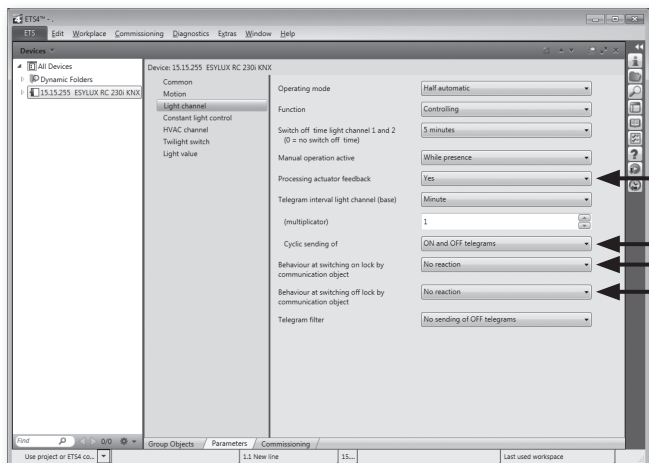 ETS4™ - .
ETS Edit Workplace Commissioning Diagnostics Extras Window Help
Devices
All Devices
Dynamic Folders
15.15.255 ESYLUX RC 230i KNX
Device: 15.15.255 ESYLUX RC 230i KNX
Common
Motion
Light channel
Constant light control
HVAC channel
Twilight switch
Light value
Operating mode Half automatic
Function Controlling
Switch off time light channel 1 and 2 5 minutes
(0 = no switch off time)
Manual operation active While presence
Processing actuator feedback Yes
Telegram interval light channel (base) Minute
(multiplicator) 1
Cyclic sending of ON and OFF telegrams
Behaviour at switching on lock by No reaction
communication object
Behaviour at switching off lock by No reaction
communication object
Telegram filter No sending of OFF telegrams
Find 0/0
Group Objects Parameters Commissioning
Use project or ETS4 co... 1.1 New line 15.... Last used workspace